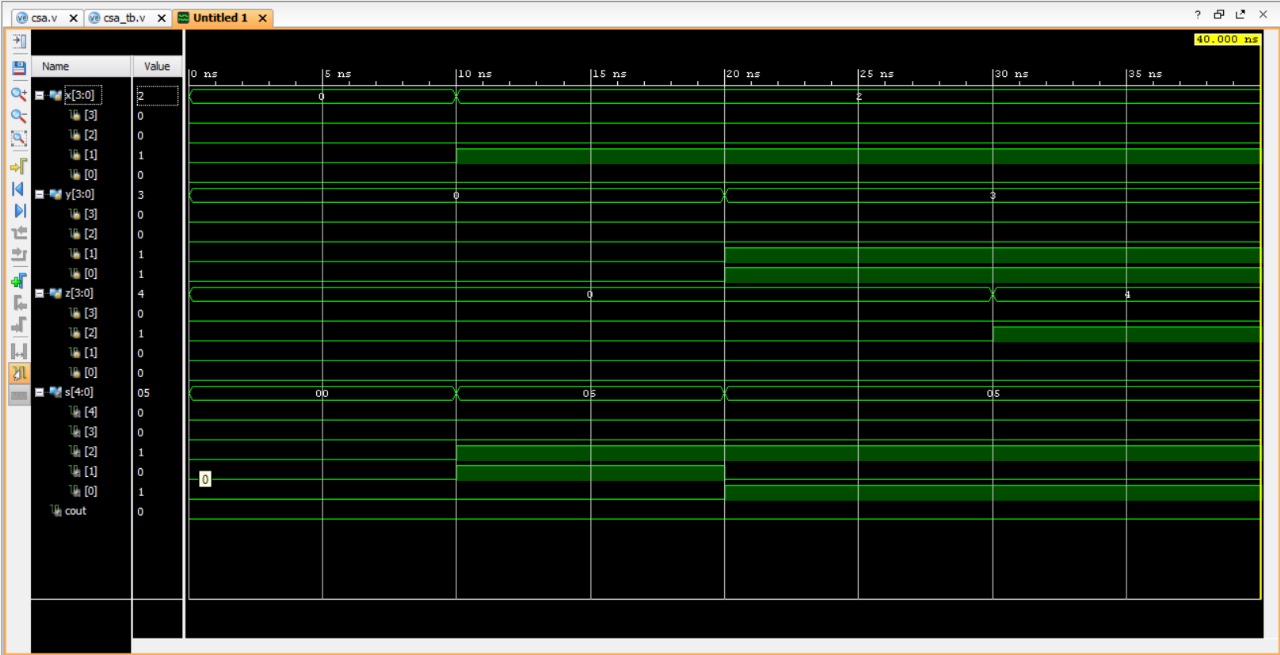 csa.v csa_tb.v Untitled 1 ?
40.000 ns
Name Value 0 ns 5 ns 10 ns 15 ns 20 ns 25 ns 30 ns 35 ns
x[3:0] 2 0 2
[3] 0
[2] 0
[1] 1
[0] 0
y[3:0] 3 0 3
[3] 0
[2] 0
[1] 1
[0] 1
z[3:0] 4 0 4
[3] 0
[2] 1
[1] 0
[0] 0
s[4:0] 05 00 05 05
[4] 0
[3] 0
[2] 1
[1] 0 0
[0] 1
cout 0